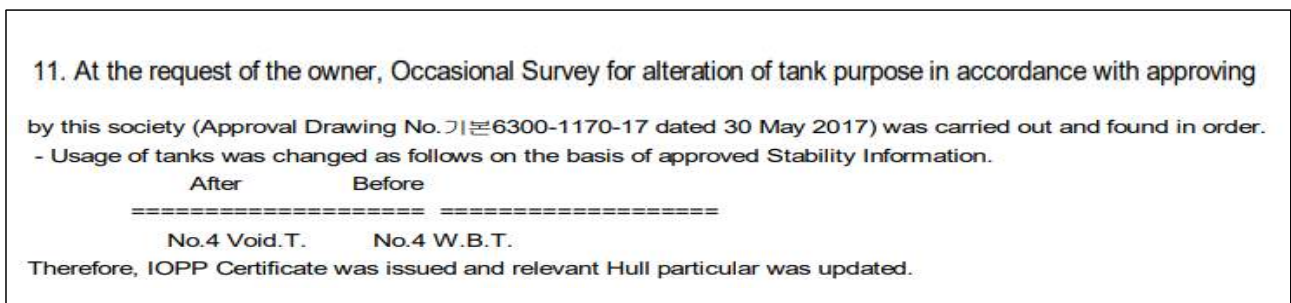 11. At the request of the owner, Occasional Survey for alteration of tank purpose in accordance with approving
by this society (Approval Drawing No.기본6300-1170-17 dated 30 May 2017) was carried out and found in order.
- Usage of tanks was changed as follows on the basis of approved Stability Information.
After Before
==================== ===================
No.4 Void.T. No.4 W.B.T.
Therefore, IOPP Certificate was issued and relevant Hull particular was updated.